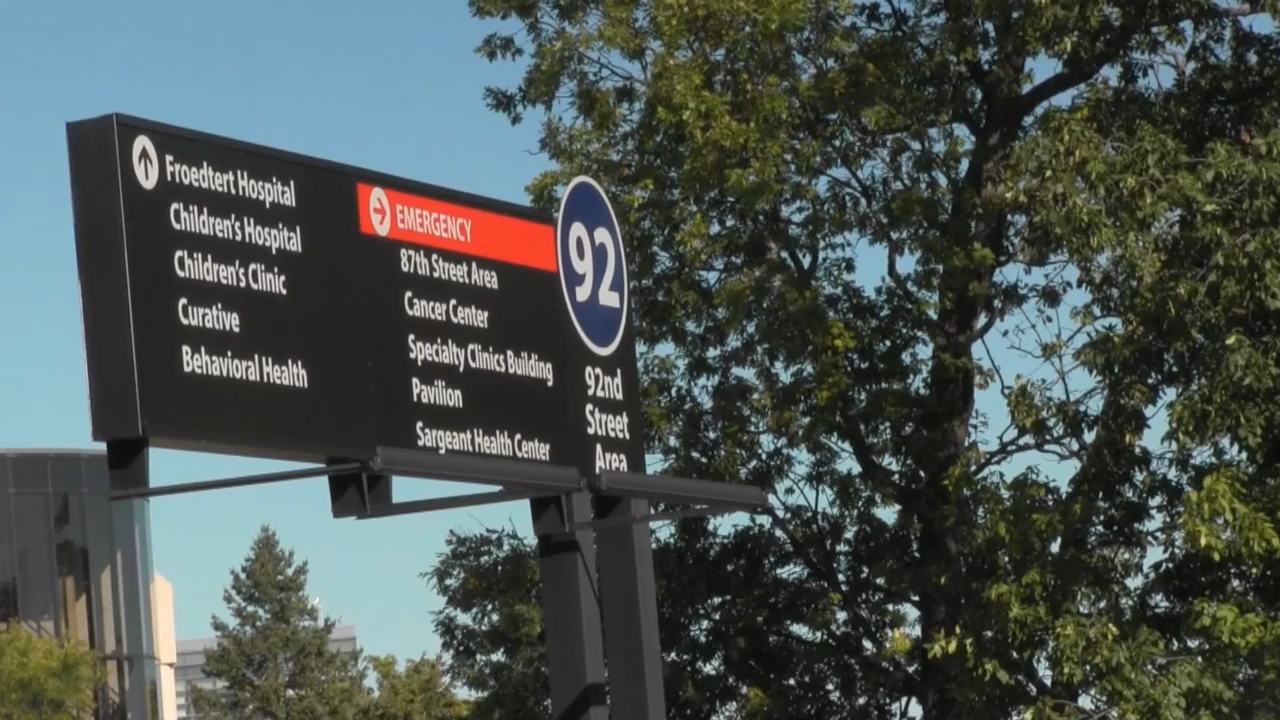 Froedtert Hospital
Children's Hospital
Children's Clinic
Curative
Behavioral Health
EMERGENCY
87th Street Area
Cancer Center
Specialty Clinics Building
Pavilion
Sargeant Health Center
92
92nd
Street
Area